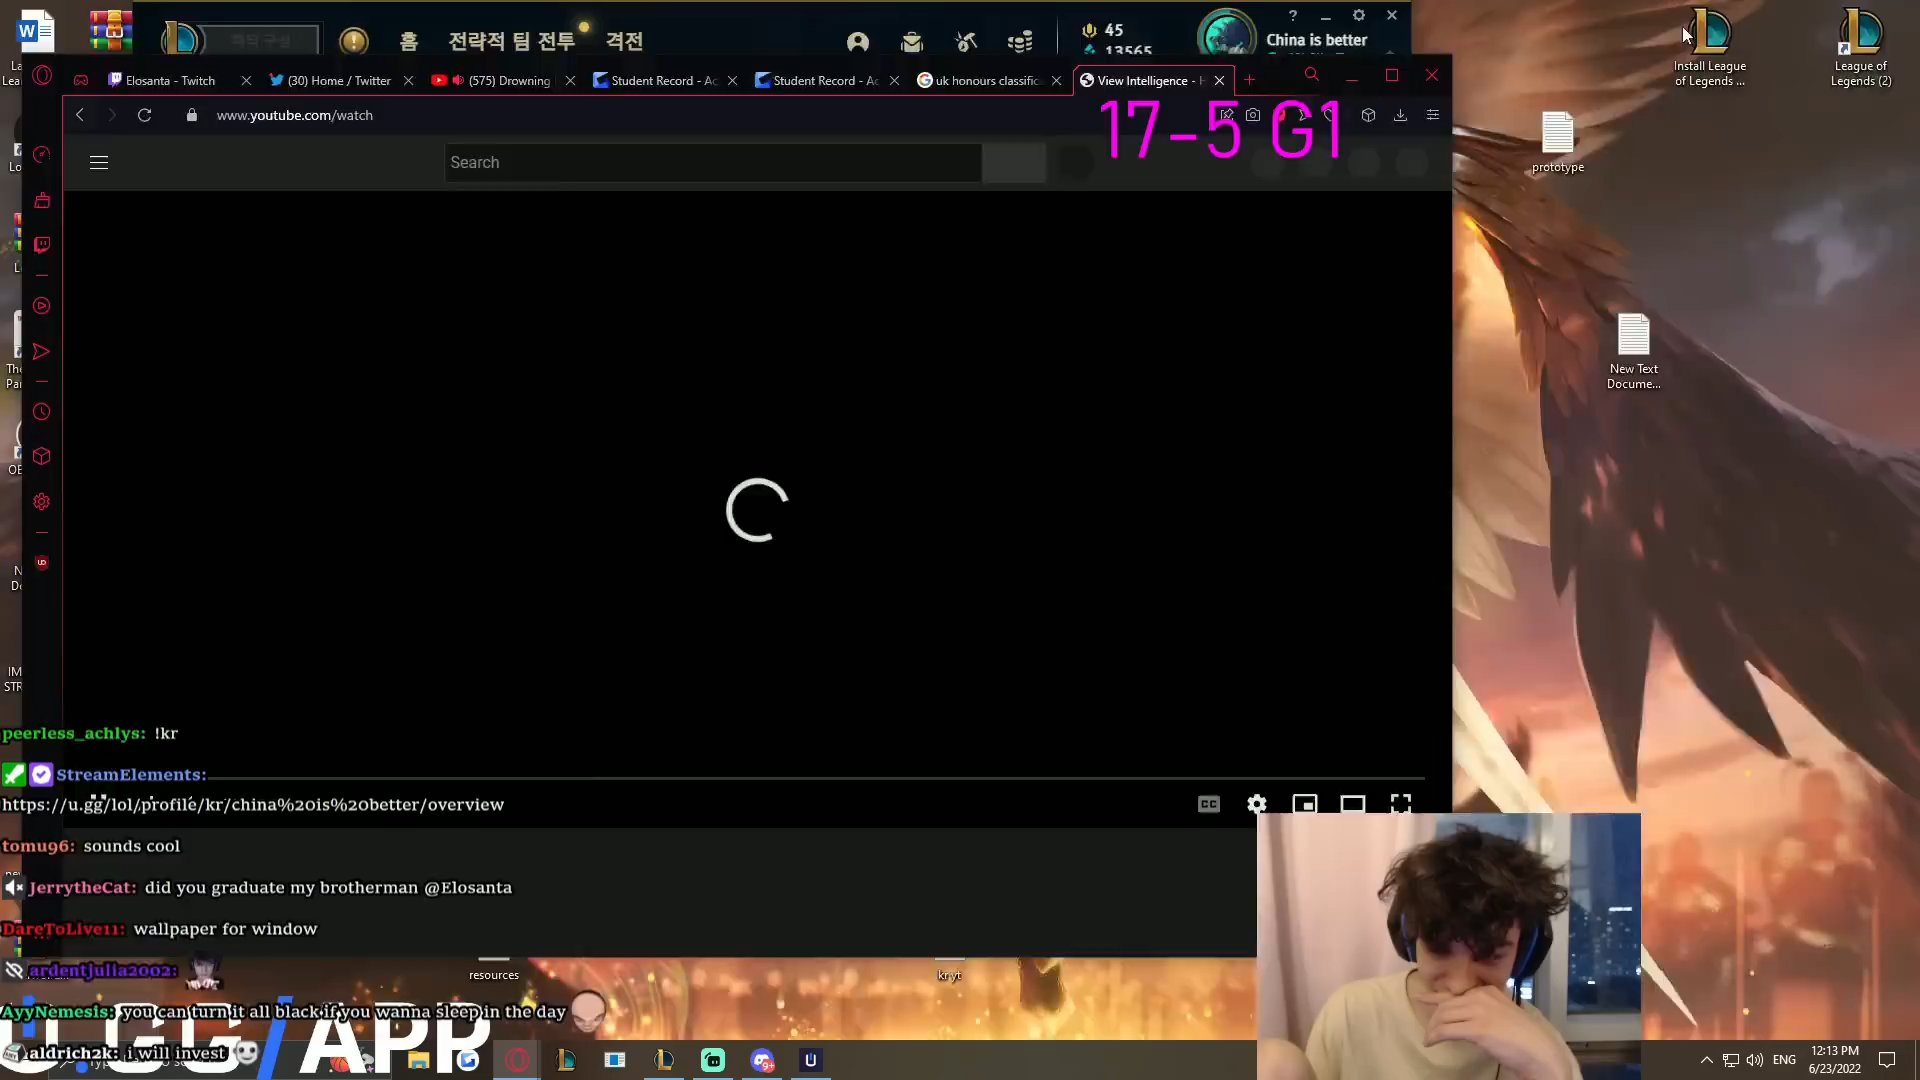 홈
전략적 팀 전투
격전
45
13565
China is better
Install League
of Legends ...
League of
Legends (2)
Elosanta - Twitch
(30) Home / Twitter
(575) Drowning
Student Record - Ac
Student Record - Ac
uk honours classific
View Intelligence - H
www.youtube.com/watch
17-5 G1
Search
prototype
New Text
Docume...
peerless_achlys: !kr
StreamElements:
https://u.gg/lol/profile/kr/china%20is%20better/overview
tomu96: sounds cool
JerrytheCat: did you graduate my brotherman @Elosanta
DareToLive11: wallpaper for window
ardentjulia2002:
resources
kr.yt
AyyNemesis: you can turn it all black if you wanna sleep in the day
U.GG/APP
aldrich2k: i will invest
ENG
12:13 PM
6/23/2022